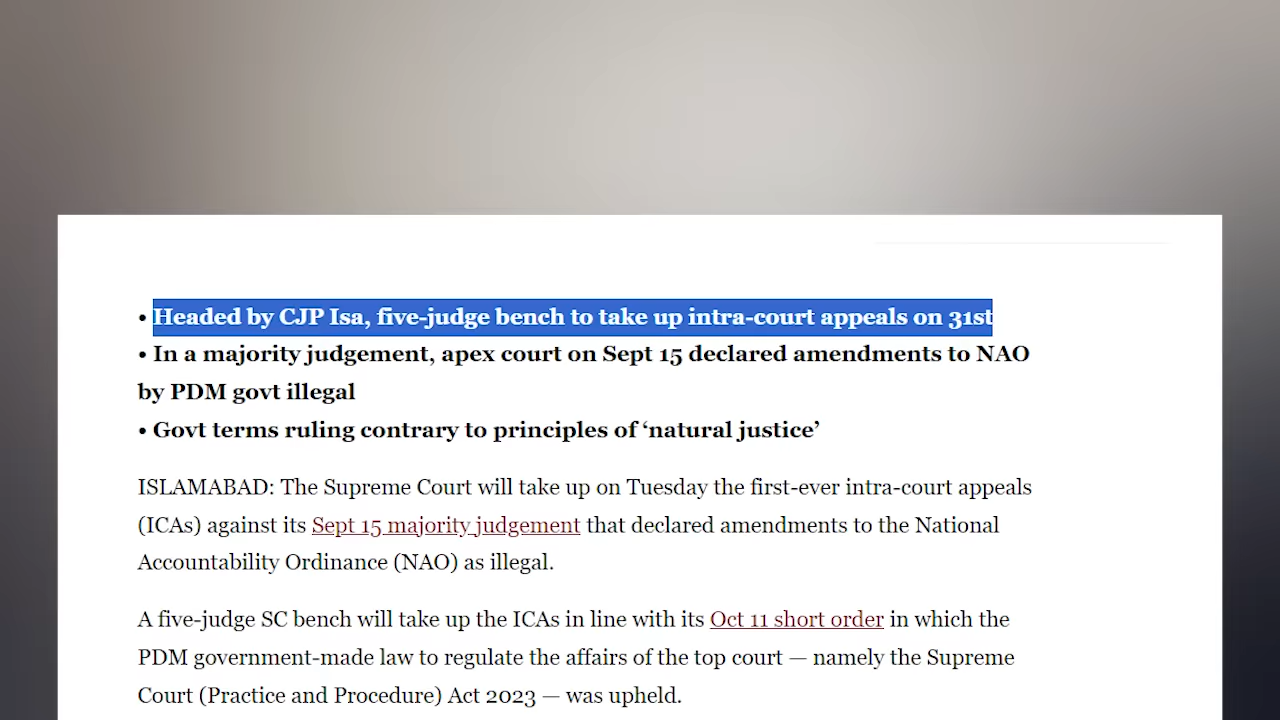 • Headed by CJP Isa, five-judge bench to take up intra-court appeals on 31st
• In a majority judgement, apex court on Sept 15 declared amendments to NAO
by PDM govt illegal
• Govt terms ruling contrary to principles of ‘natural justice’
ISLAMABAD: The Supreme Court will take up on Tuesday the first-ever intra-court appeals
(ICAs) against its Sept 15 majority judgement that declared amendments to the National
Accountability Ordinance (NAO) as illegal.
A five-judge SC bench will take up the ICAs in line with its Oct 11 short order in which the
PDM government-made law to regulate the affairs of the top court — namely the Supreme
Court (Practice and Procedure) Act 2023 — was upheld.